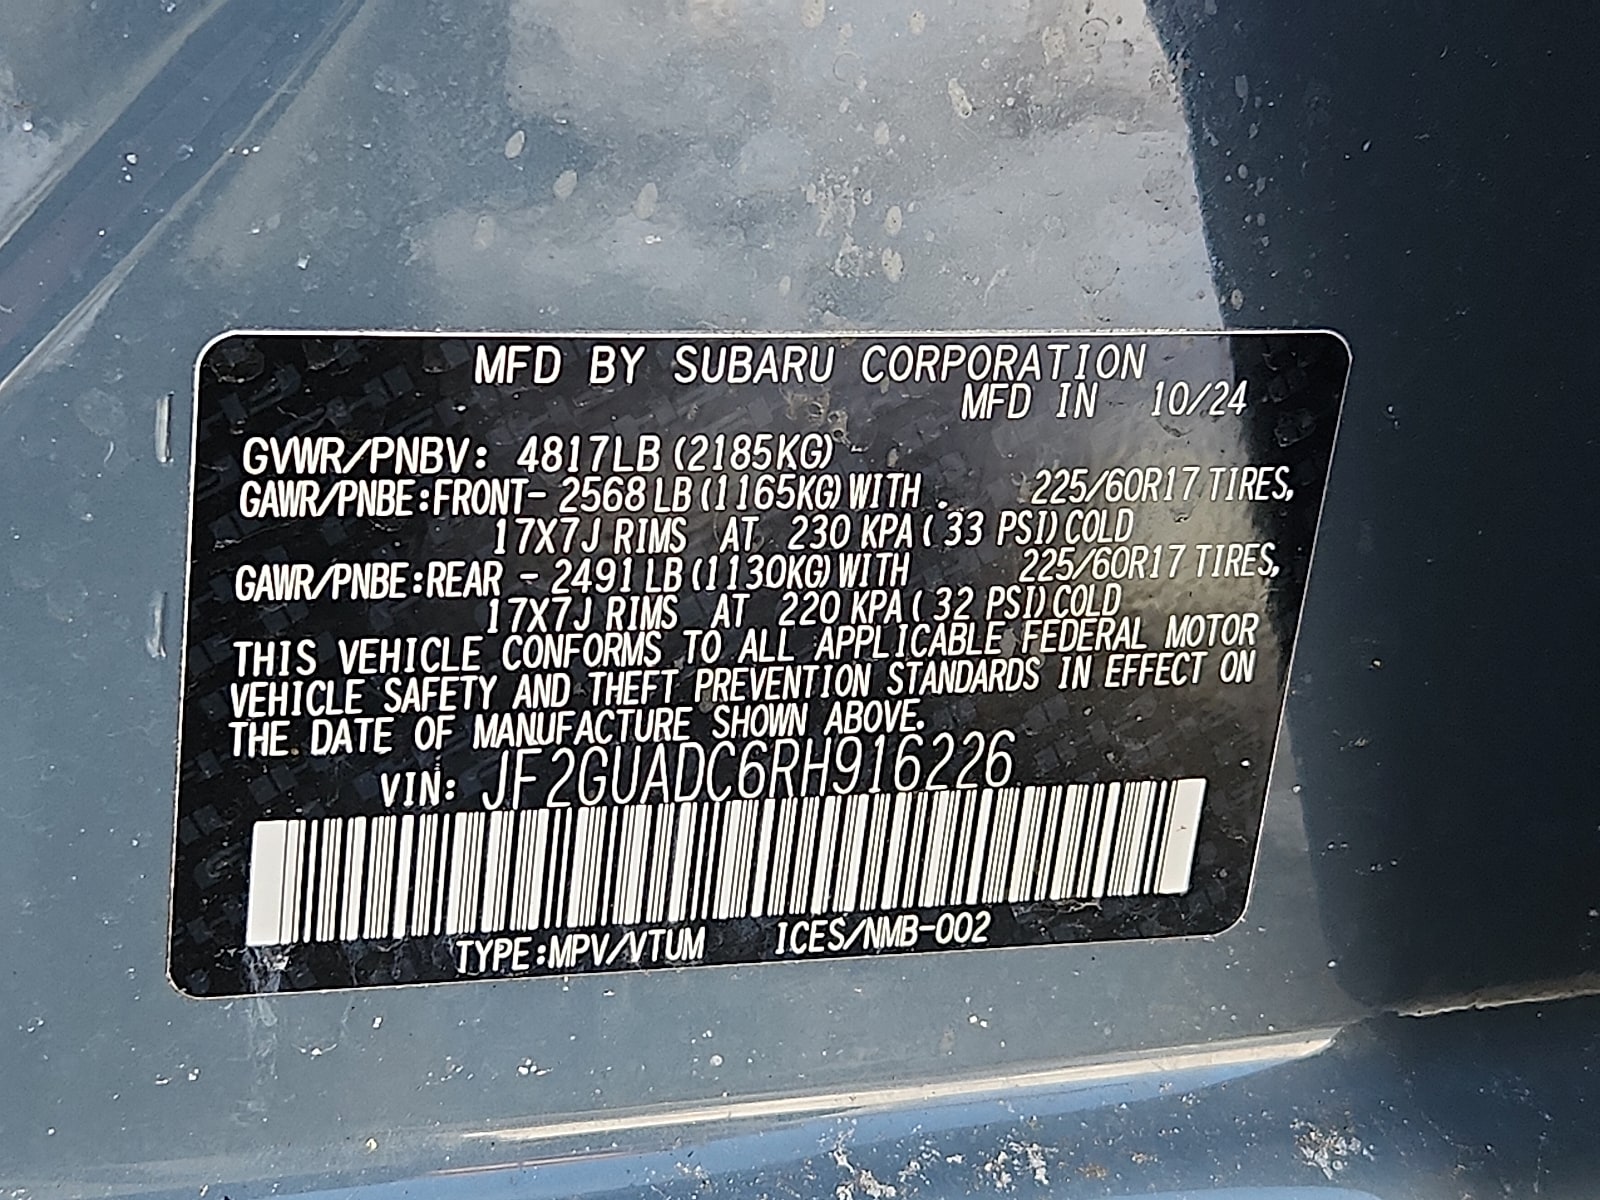 MFD BY SUBARU CORPORATION
MFD IN 10/24
GVWR/PNBV: 4817LB (2185KG)
GAWR/PNBE:FRONT- 2568 LB (1165KG) WITH 225/60R17 TIRES,
17X7J RIMS AT 230 KPA ( 33 PSI) COLD
GAWR/PNBE:REAR - 2491 LB (1130KG) WITH 225/60R17 TIRES,
17X7J RIMS AT 220 KPA ( 32 PSI) COLD
THIS VEHICLE CONFORMS TO ALL APPLICABLE FEDERAL MOTOR
VEHICLE SAFETY AND THEFT PREVENTION STANDARDS IN EFFECT ON
THE DATE OF MANUFACTURE SHOWN ABOVE.
VIN: JF2GUADC6RH916226
TYPE:MPV/VTUM ICES/NMB-002